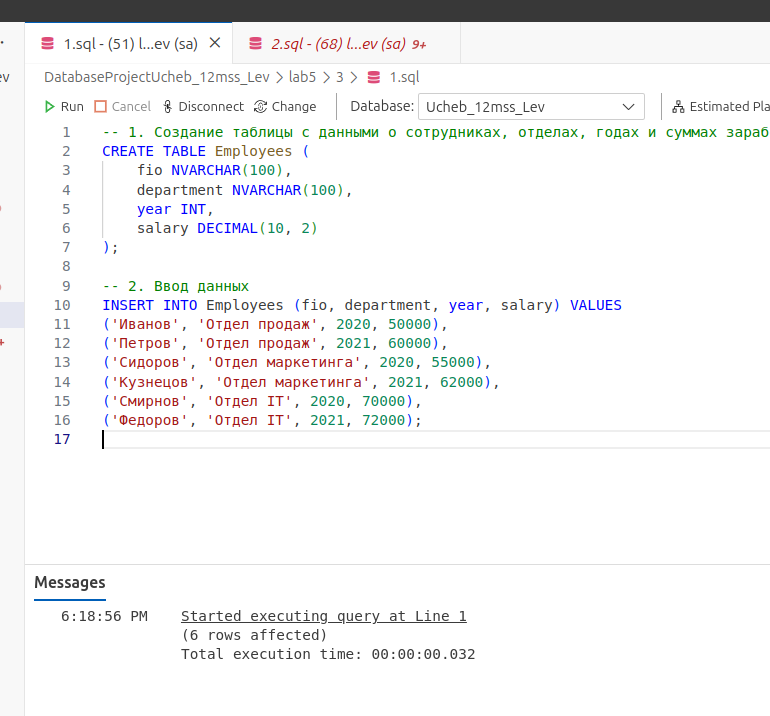 ev
1.sql - (51) l...ev (sa)
2.sql - (68) l...ev (sa) 9+
DatabaseProjectUcheb_12mss_Lev > lab5 > 3 > 1.sql
Run Cancel Disconnect Change Database: Ucheb_12mss_Lev Estimated Pla
1 -- 1. Создание таблицы с данными о сотрудниках, отделах, годах и суммах зараб
2 CREATE TABLE Employees (
3 fio NVARCHAR(100),
4 department NVARCHAR(100),
5 year INT,
6 salary DECIMAL(10, 2)
7 );
8
9 -- 2. Ввод данных
10 INSERT INTO Employees (fio, department, year, salary) VALUES
11 ('Иванов', 'Отдел продаж', 2020, 50000),
12 ('Петров', 'Отдел продаж', 2021, 60000),
13 ('Сидоров', 'Отдел маркетинга', 2020, 55000),
14 ('Кузнецов', 'Отдел маркетинга', 2021, 62000),
15 ('Смирнов', 'Отдел IT', 2020, 70000),
16 ('Федоров', 'Отдел IT', 2021, 72000);
17
Messages
6:18:56 PM Started executing query at Line 1
(6 rows affected)
Total execution time: 00:00:00.032